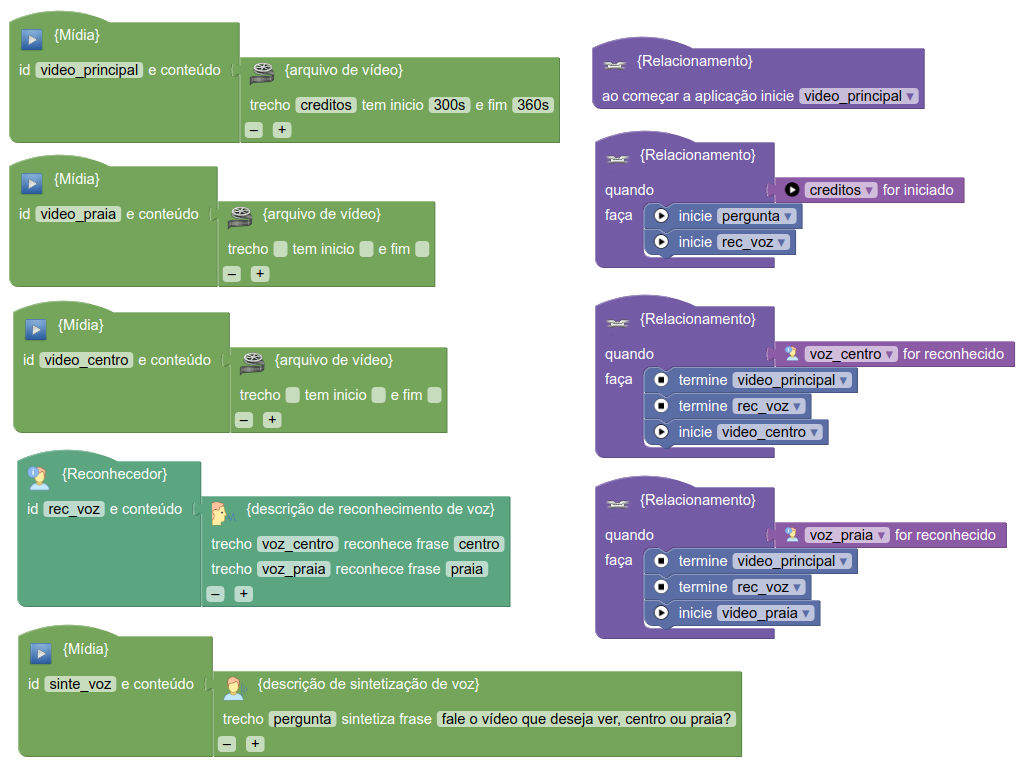 {Mídia}
id video_principal e conteúdo
{arquivo de vídeo}
trecho creditos tem inicio 300s e fim 360s
– +
{Mídia}
id video_praia e conteúdo
{arquivo de vídeo}
trecho tem inicio e fim
– +
{Mídia}
id video_centro e conteúdo
{arquivo de vídeo}
trecho tem inicio e fim
– +
{Reconhecedor}
id rec_voz e conteúdo
{descrição de reconhecimento de voz}
trecho voz_centro reconhece frase centro
trecho voz_praia reconhece frase praia
– +
{Mídia}
id sinte_voz e conteúdo
{descrição de sintetização de voz}
trecho pergunta sintetiza frase fale o vídeo que deseja ver, centro ou praia?
– +
{Relacionamento}
ao começar a aplicação inicie video_principal ▾
{Relacionamento}
quando creditos ▾ for iniciado
faça inicie pergunta ▾
inicie rec_voz ▾
{Relacionamento}
quando voz_centro ▾ for reconhecido
faça termine video_principal ▾
termine rec_voz ▾
inicie video_centro ▾
{Relacionamento}
quando voz_praia ▾ for reconhecido
faça termine video_principal ▾
termine rec_voz ▾
inicie video_praia ▾